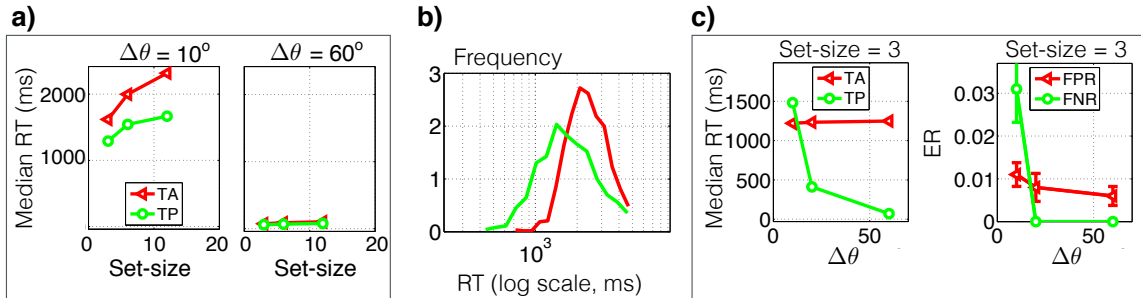 a)
Δθ = 10°
Δθ = 60°
Median RT (ms)
2000
1000
TA
TP
0 10 20
0 10 20
Set-size
Set-size
b)
Frequency
3
2
1
0
10³
RT (log scale, ms)
c)
Set-size = 3
Median RT (ms)
1500
1000
500
0
TA
TP
0 50
Δθ
Set-size = 3
ER
0.03
0.02
0.01
0
FPR
FNR
0 50
Δθ